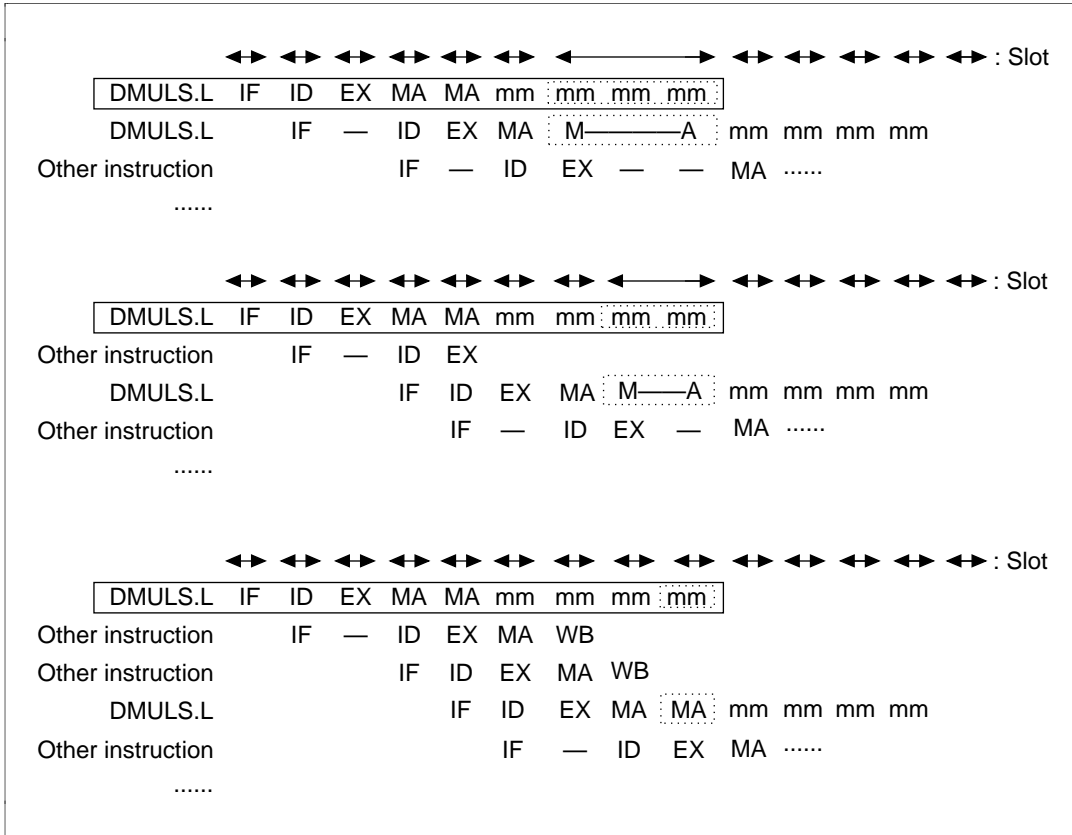 : Slot
DMULS.L IF ID EX MA MA mm mm mm mm
DMULS.L IF — ID EX MA M————A mm mm mm mm
Other instruction IF — ID EX — — MA ......
......
: Slot
DMULS.L IF ID EX MA MA mm mm mm mm
Other instruction IF — ID EX
DMULS.L IF ID EX MA M——A mm mm mm mm
Other instruction IF — ID EX — MA ......
......
: Slot
DMULS.L IF ID EX MA MA mm mm mm mm
Other instruction IF — ID EX MA WB
Other instruction IF ID EX MA WB
DMULS.L IF ID EX MA MA mm mm mm mm
Other instruction IF — ID EX MA ......
......